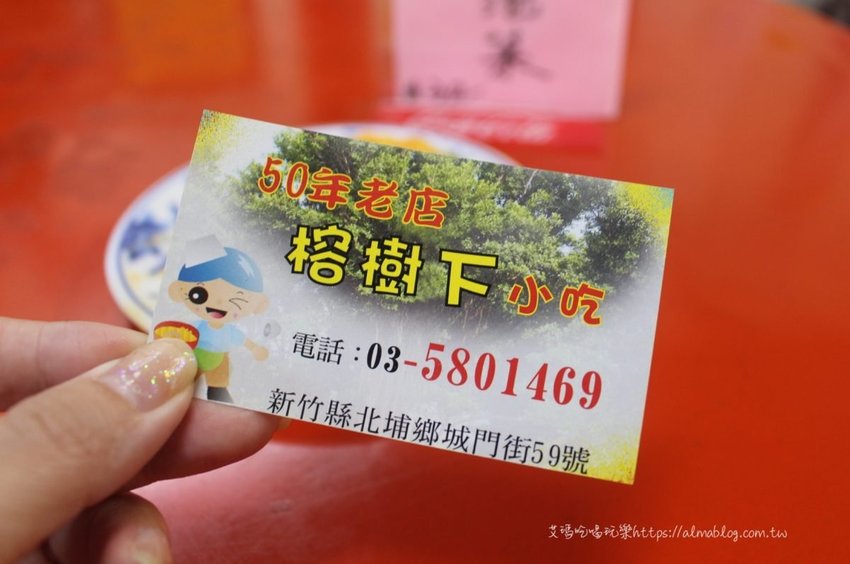 50年老店
榕樹下小吃
電話：03-5801469
新竹縣北埔鄉城門街59號
艾瑪吃喝玩樂https://almablog.com.tw